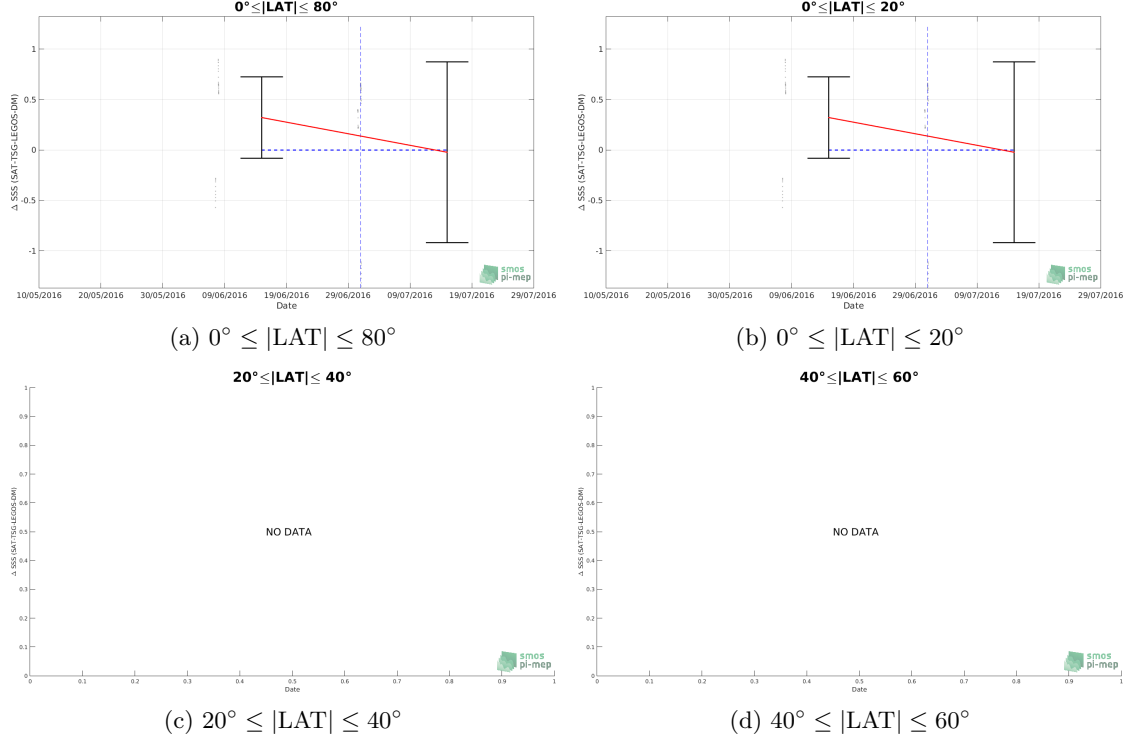 0°≤|LAT|≤ 80°
Δ SSS (SAT-TSG-LEGOS-DM)
1
0.5
0
-0.5
-1
10/05/2016 20/05/2016 30/05/2016 09/06/2016 19/06/2016 29/06/2016 09/07/2016 19/07/2016 29/07/2016
Date
smos
pi-mep
(a) 0° ≤ |LAT| ≤ 80°
0°≤|LAT|≤ 20°
Δ SSS (SAT-TSG-LEGOS-DM)
1
0.5
0
-0.5
-1
10/05/2016 20/05/2016 30/05/2016 09/06/2016 19/06/2016 29/06/2016 09/07/2016 19/07/2016 29/07/2016
Date
smos
pi-mep
(b) 0° ≤ |LAT| ≤ 20°
20°≤|LAT|≤ 40°
Δ SSS (SAT-TSG-LEGOS-DM)
1
0.9
0.8
0.7
0.6
0.5
0.4
0.3
0.2
0.1
0
NO DATA
0 0.1 0.2 0.3 0.4 0.5 0.6 0.7 0.8 0.9 1
Date
smos
pi-mep
(c) 20° ≤ |LAT| ≤ 40°
40°≤|LAT|≤ 60°
Δ SSS (SAT-TSG-LEGOS-DM)
1
0.9
0.8
0.7
0.6
0.5
0.4
0.3
0.2
0.1
0
NO DATA
0 0.1 0.2 0.3 0.4 0.5 0.6 0.7 0.8 0.9 1
Date
smos
pi-mep
(d) 40° ≤ |LAT| ≤ 60°